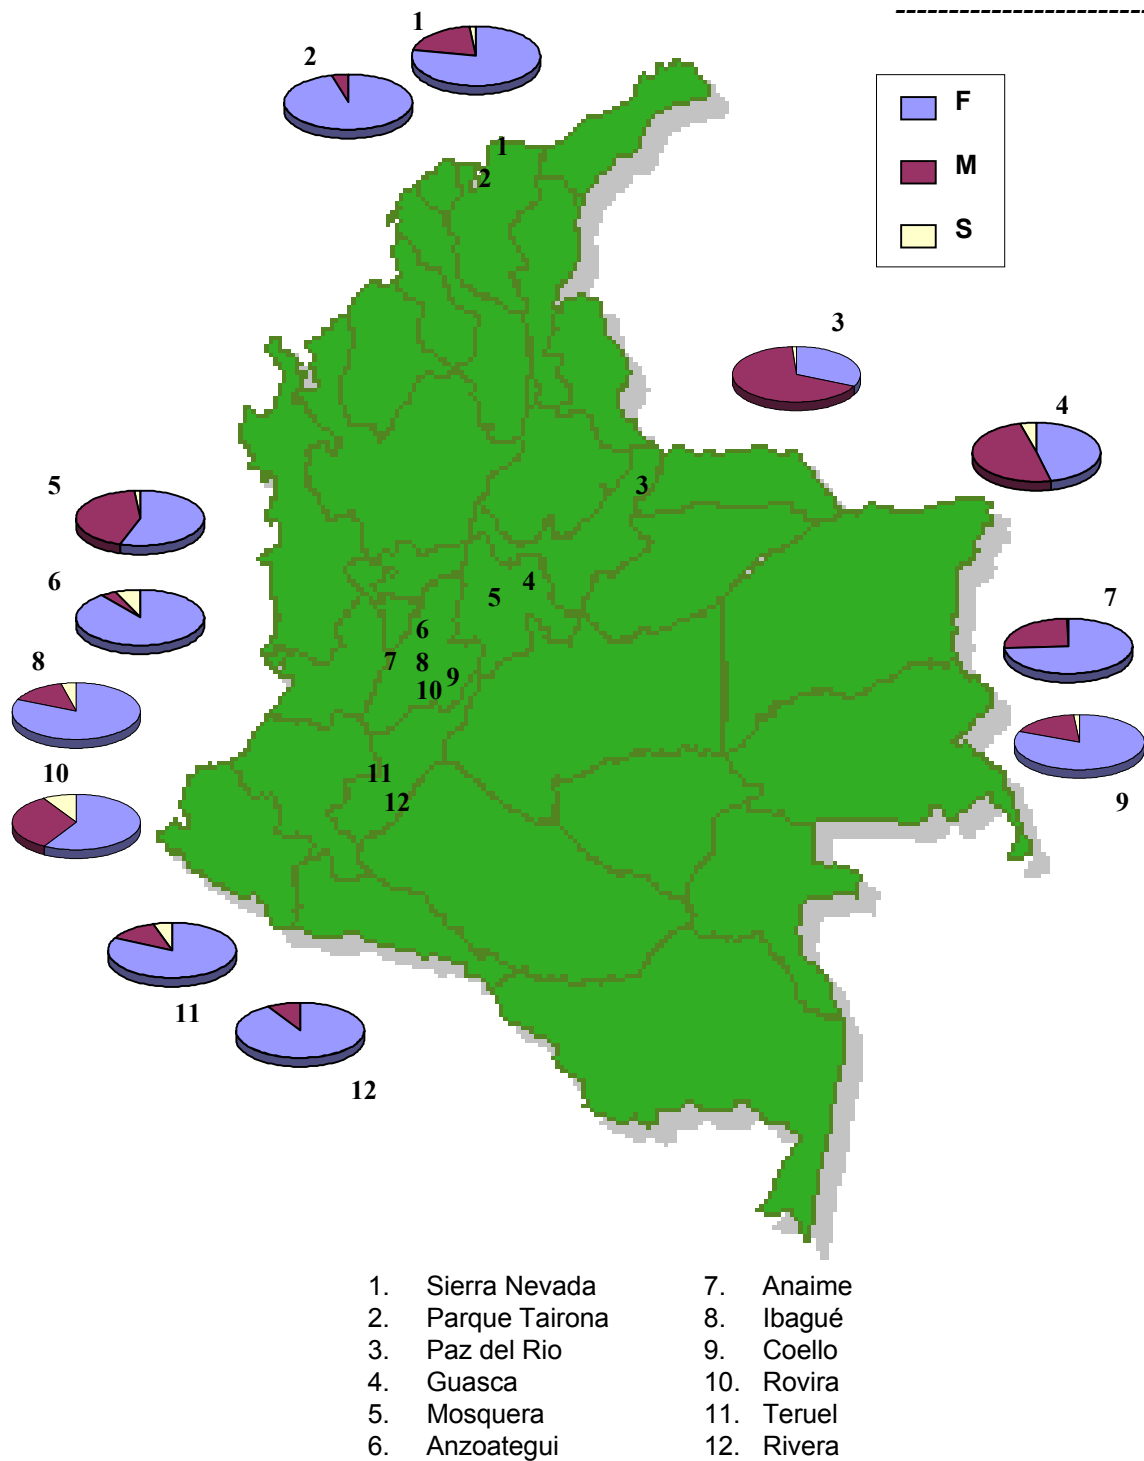 1
2
F
M
S
1
2
3
4
3
5
4
5
6
6
7
7
8
8
9
10
10
9
11
12
11
12
1. Sierra Nevada
2. Parque Tairona
3. Paz del Rio
4. Guasca
5. Mosquera
6. Anzoategui
7. Anaime
8. Ibagué
9. Coello
10. Rovira
11. Teruel
12. Rivera